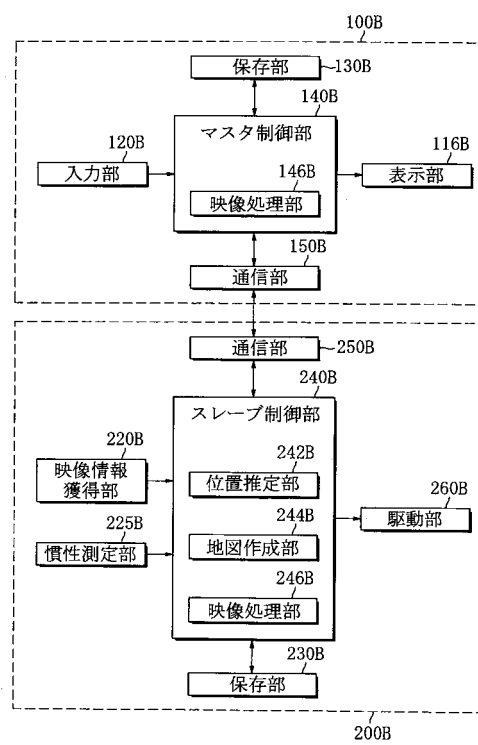 100B
保存部
130B
140B
マスタ制御部
120B
入力部
146B
映像処理部
116B
表示部
150B
通信部
通信部
250B
240B
スレーブ制御部
220B
映像情報
獲得部
242B
位置推定部
225B
慣性測定部
244B
地図作成部
260B
駆動部
246B
映像処理部
230B
保存部
200B